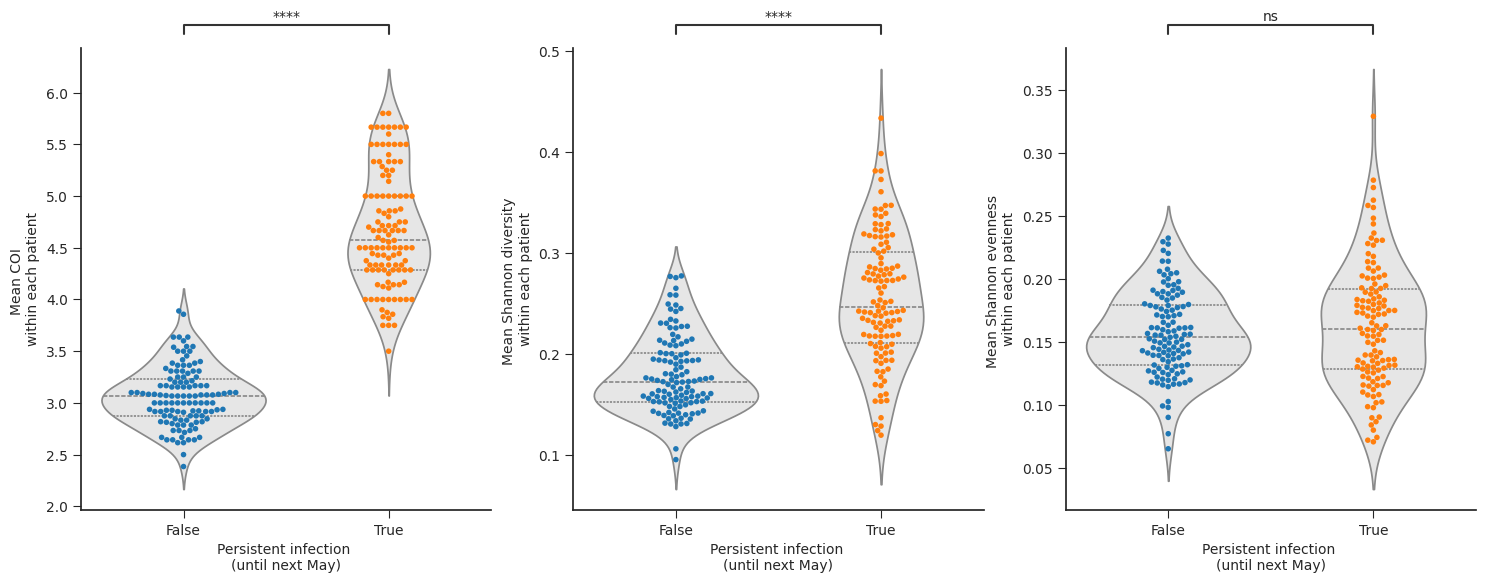 ****
6.0
5.5
5.0
4.5
4.0
3.5
3.0
2.5
2.0
Mean COI
within each patient
False
True
Persistent infection
(until next May)
****
0.5
0.4
0.3
0.2
0.1
Mean Shannon diversity
within each patient
False
True
Persistent infection
(until next May)
ns
0.35
0.30
0.25
0.20
0.15
0.10
0.05
Mean Shannon evenness
within each patient
False
True
Persistent infection
(until next May)